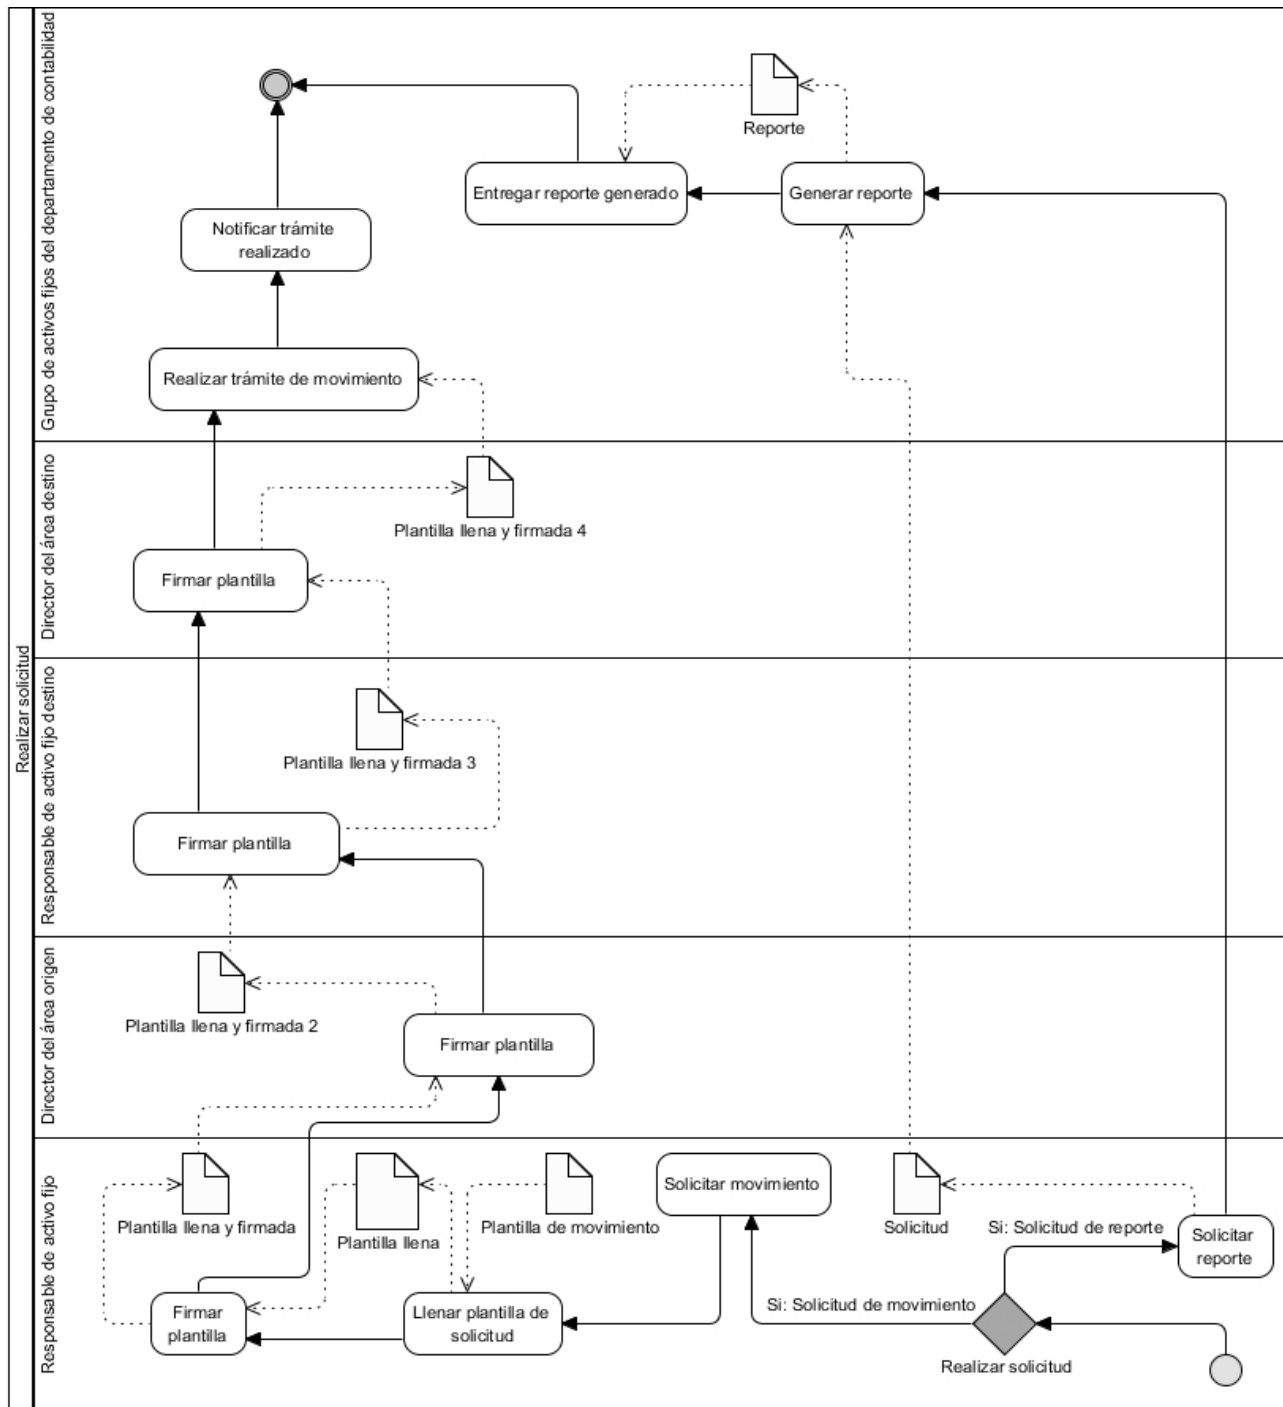 Realizar solicitud
Grupo de activos fijos del departamento de contabilidad
Reporte
Entregar reporte generado
Generar reporte
Notificar trámite
realizado
Realizar trámite de movimiento
Director del área destino
Plantilla llena y firmada 4
Firmar plantilla
Responsable de activo fijo destino
Plantilla llena y firmada 3
Firmar plantilla
Director del área origen
Plantilla llena y firmada 2
Firmar plantilla
Responsable de activo fijo
Plantilla llena y firmada
Plantilla llena
Plantilla de movimiento
Solicitar movimiento
Solicitud
Si: Solicitud de reporte
Solicitar
reporte
Firmar
plantilla
Llenar plantilla de
solicitud
Si: Solicitud de movimiento
Realizar solicitud